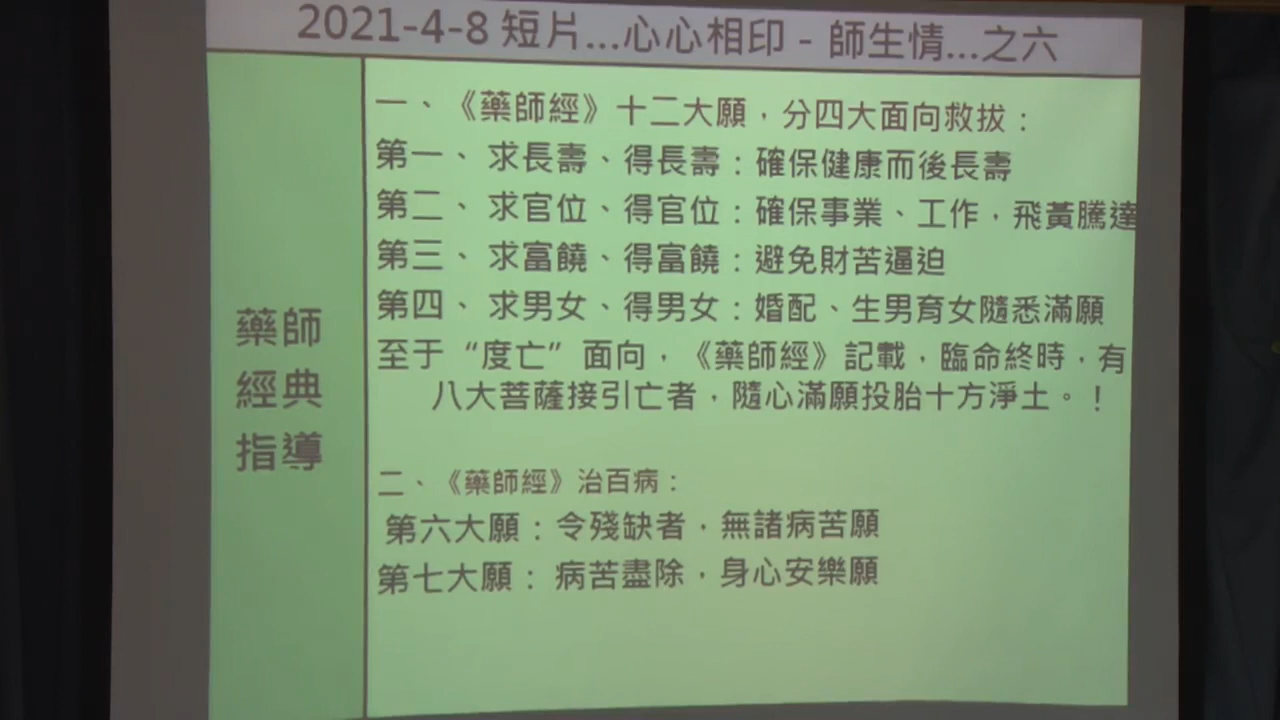 2021-4-8 短片...心心相印 - 師生情...之六
藥師
經典
指導
一、《藥師經》十二大願，分四大面向救拔：
第一、 求長壽、得長壽：確保健康而後長壽
第二、 求官位、得官位：確保事業、工作，飛黃騰達
第三、 求富饒、得富饒：避免財苦逼迫
第四、 求男女、得男女：婚配、生男育女隨悉滿願
至于“度亡”面向，《藥師經》記載，臨命終時，有
八大菩薩接引亡者，隨心滿願投胎十方淨土。！
二、《藥師經》治百病：
第六大願：令殘缺者，無諸病苦願
第七大願： 病苦盡除，身心安樂願